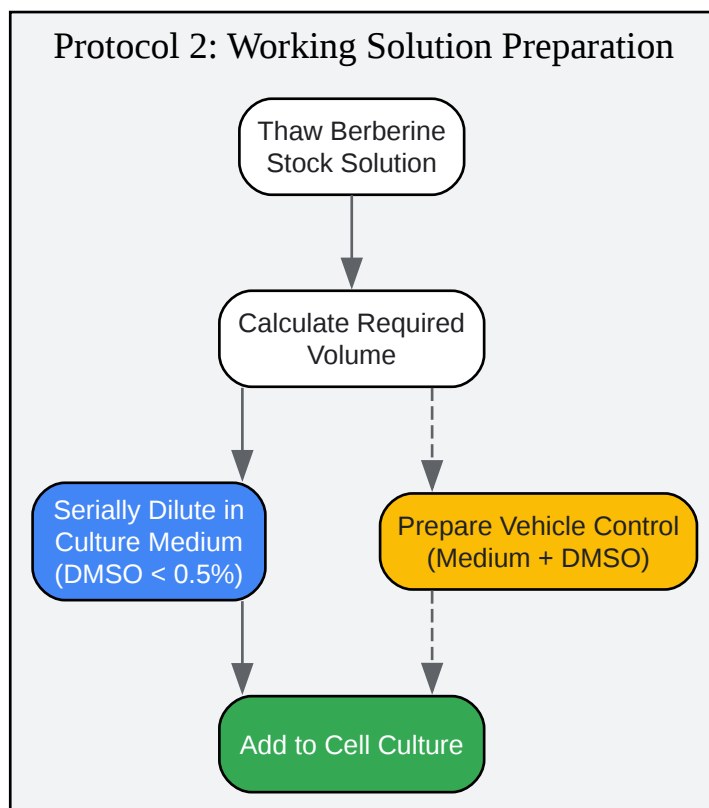 Protocol 2: Working Solution Preparation
Thaw Berberine
Stock Solution
Calculate Required
Volume
Serially Dilute in
Culture Medium
(DMSO < 0.5%)
Prepare Vehicle Control
(Medium + DMSO)
Add to Cell Culture